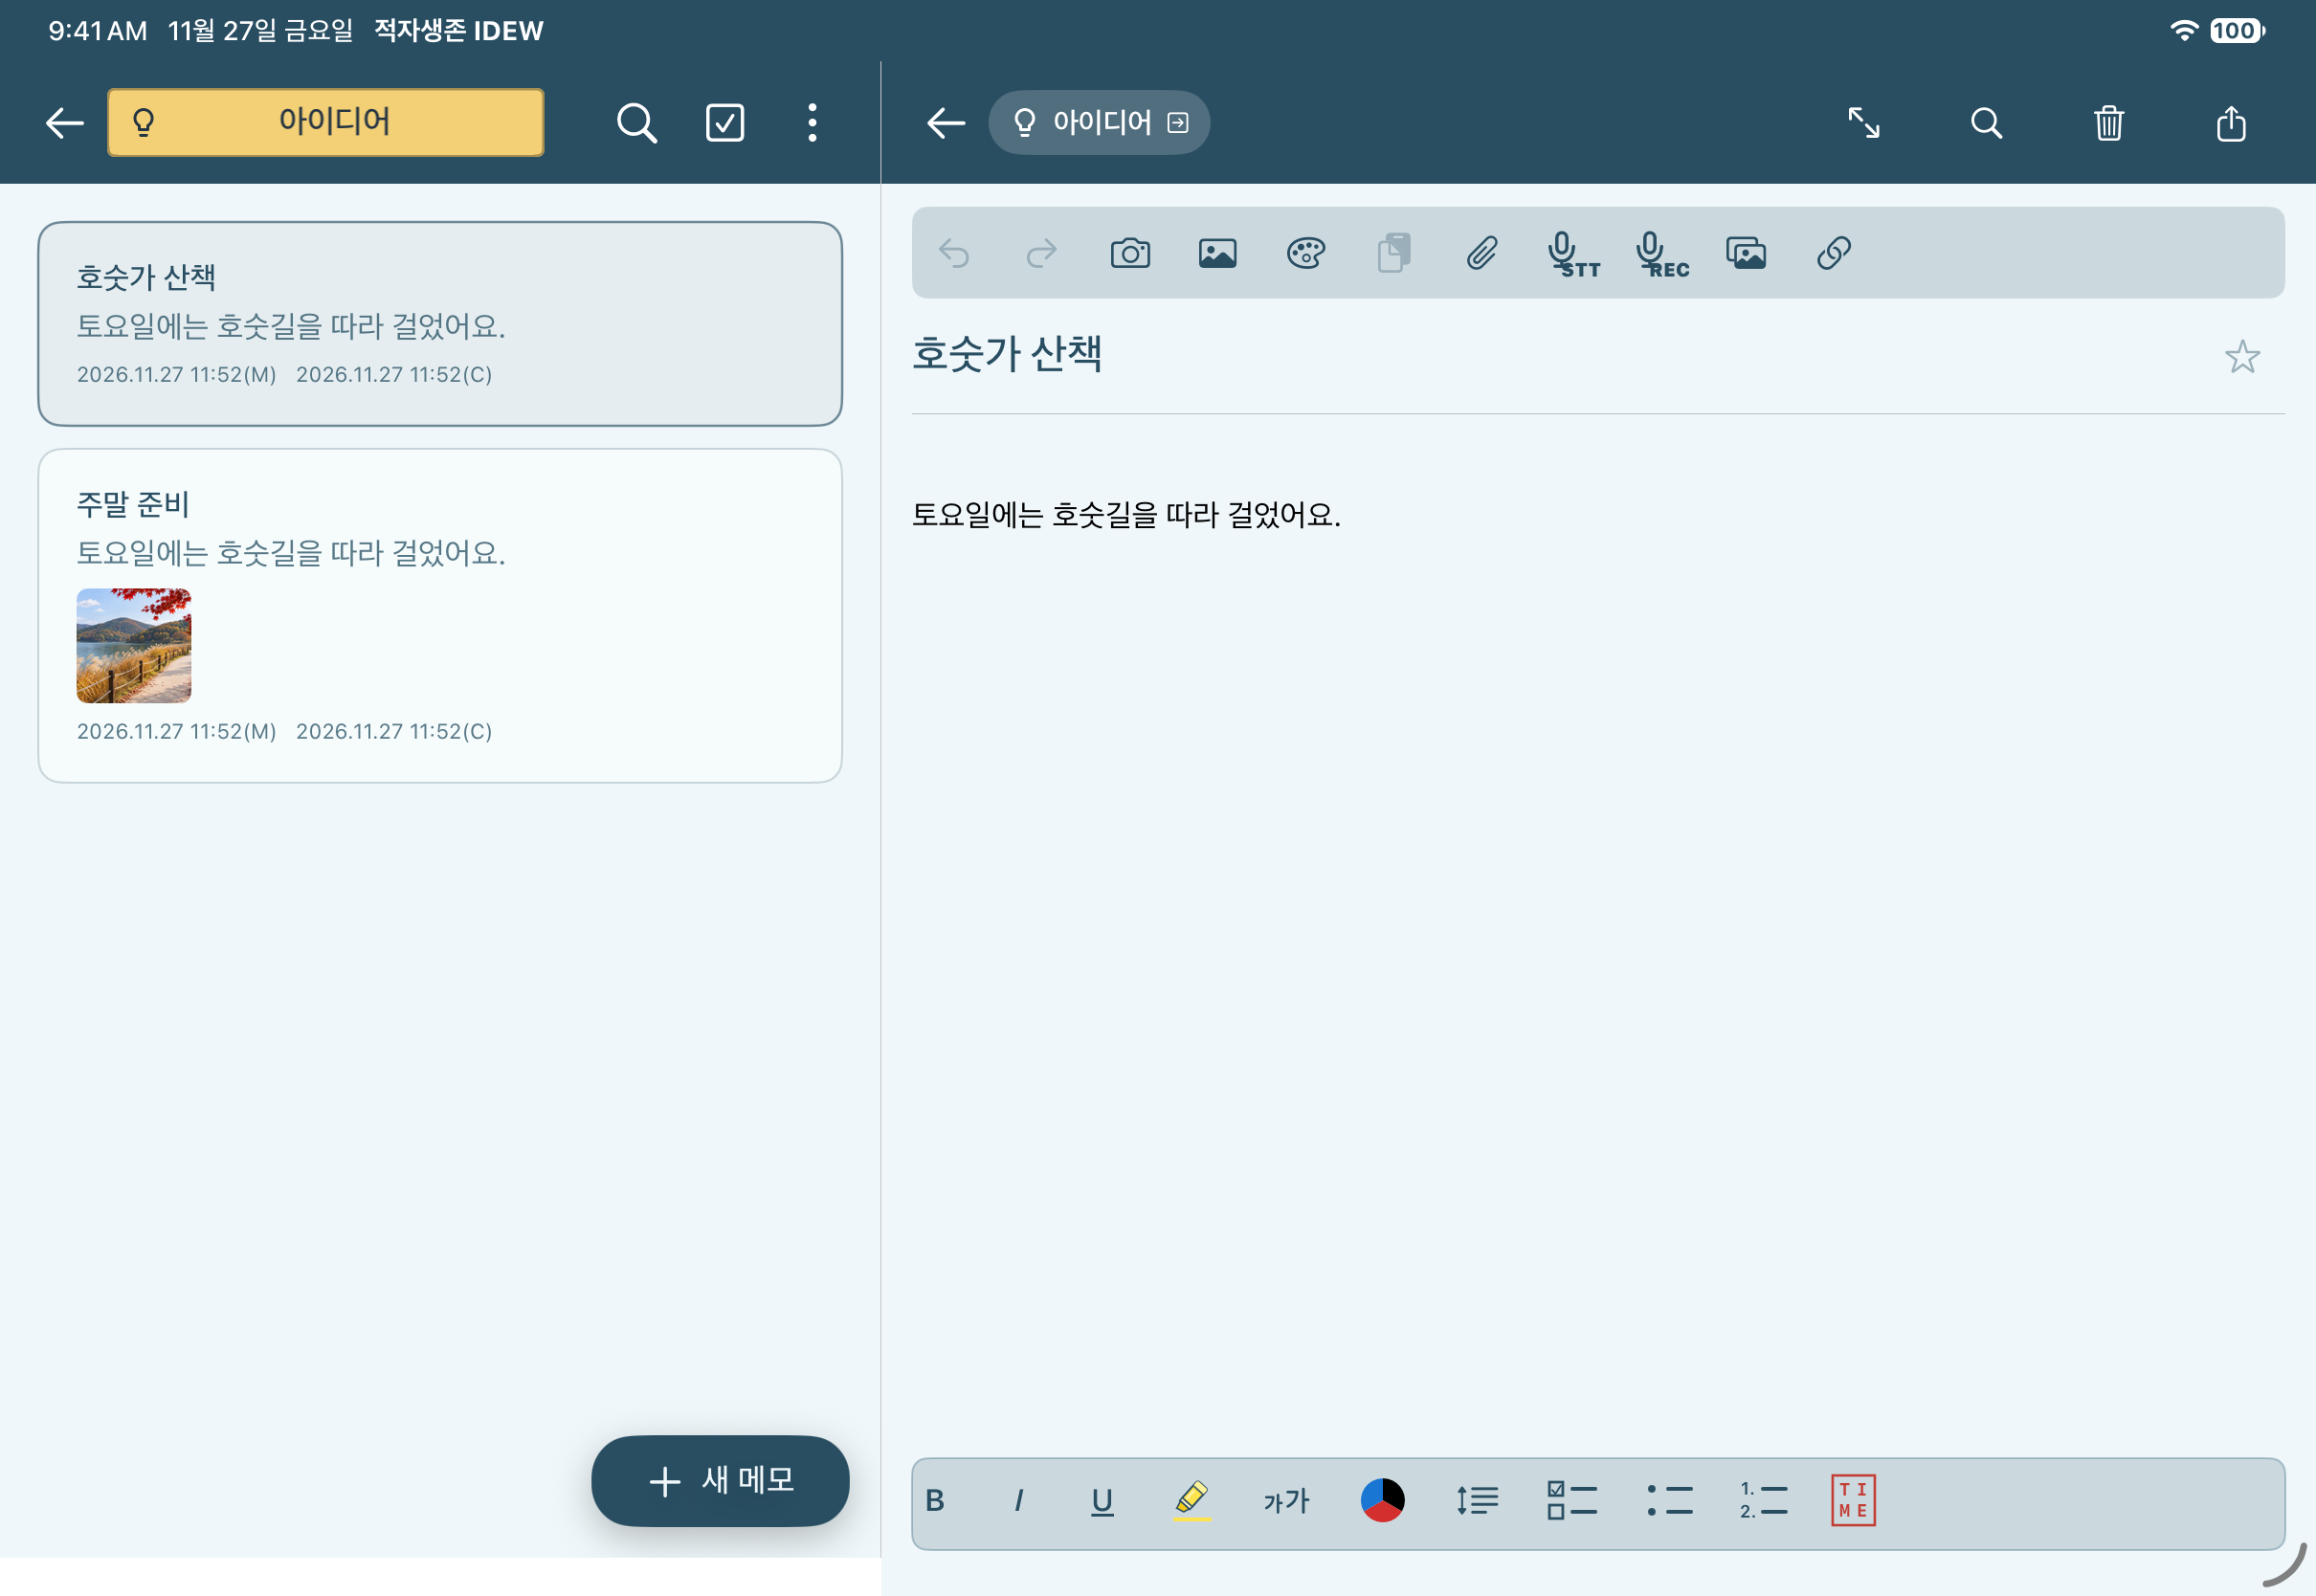 9:41 AM 11월 27일 금요일 적자생존 IDEW
100
아이디어
호숫가 산책
토요일에는 호숫길을 따라 걸었어요.
2026.11.27 11:52(M) 2026.11.27 11:52(C)
주말 준비
토요일에는 호숫길을 따라 걸었어요.
2026.11.27 11:52(M) 2026.11.27 11:52(C)
새 메모
아이디어
STT
REC
호숫가 산책
토요일에는 호숫길을 따라 걸었어요.
B I U 가가 1. 2. TI ME